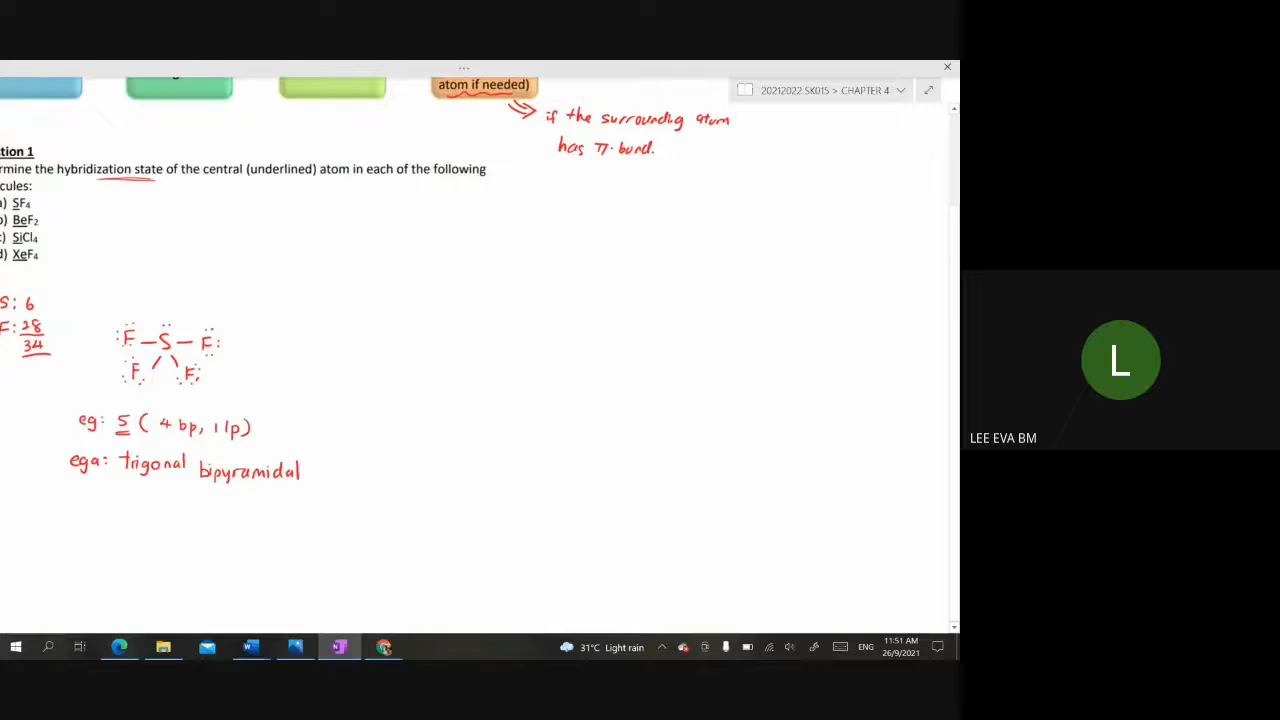 atom if needed)
20212022 SK015 > CHAPTER 4
if the surrounding atom
has π-bond.
stion 1
rmine the hybridization state of the central (underlined) atom in each of the following
cules:
a) SF4
b) BeF2
c) SiCl4
d) XeF4
S: 6
F: 28
34
F S F
F F
eg: 5 ( 4 bp, 1 lp)
ega: trigonal bipyramidal
L
LEE EVA BM
31°C Light rain
ENG
11:51 AM
26/9/2021